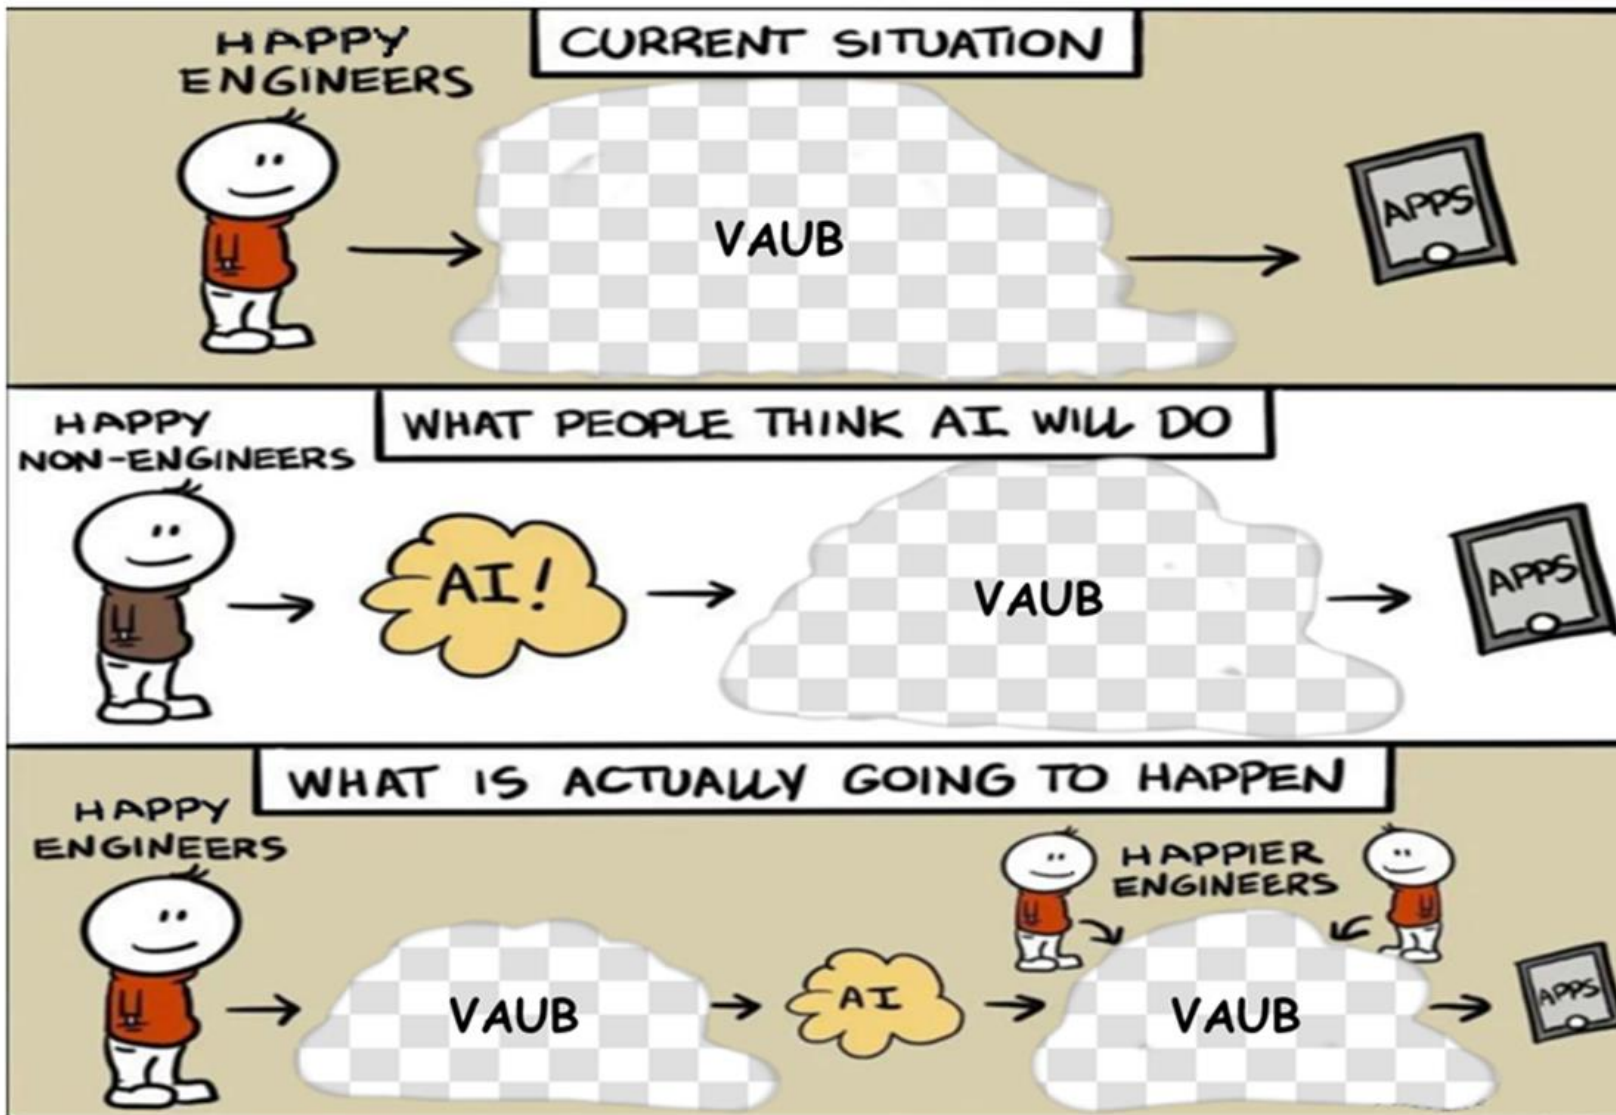 CURRENT SITUATION
HAPPY
ENGINEERS
VAUB
APPS
WHAT PEOPLE THINK AI WILL DO
HAPPY
NON-ENGINEERS
AI!
VAUB
APPS
WHAT IS ACTUALLY GOING TO HAPPEN
HAPPY
ENGINEERS
VAUB
AI
HAPPIER
ENGINEERS
VAUB
APPS